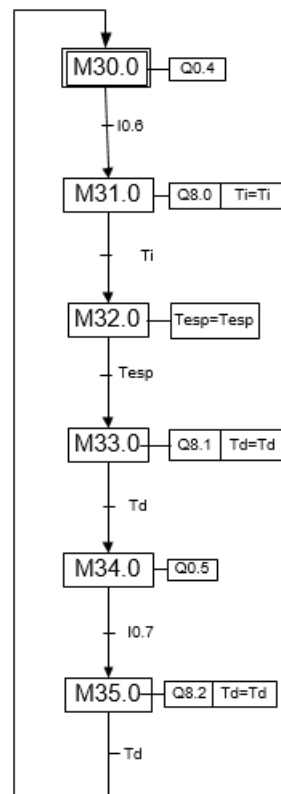 M30.0 Q0.4
I0.6
M31.0 Q8.0 Ti=Ti
Ti
M32.0 Tesp=Tesp
Tesp
M33.0 Q8.1 Td=Td
Td
M34.0 Q0.5
I0.7
M35.0 Q8.2 Td=Td
Td